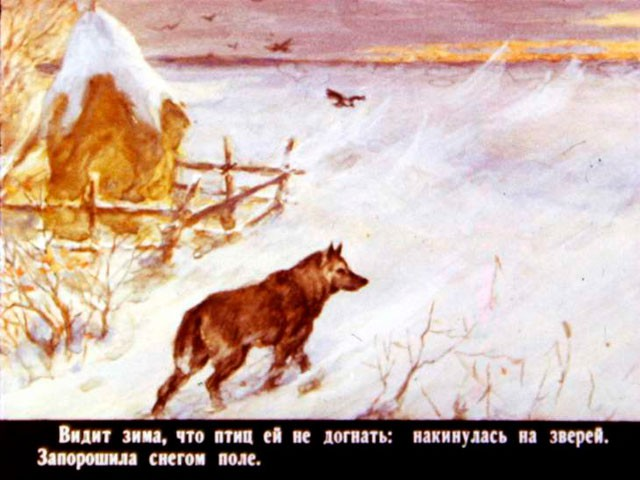 Видит зима, что птиц ей не догнать: накинулась на зверей.
Запорошила снегом поле.